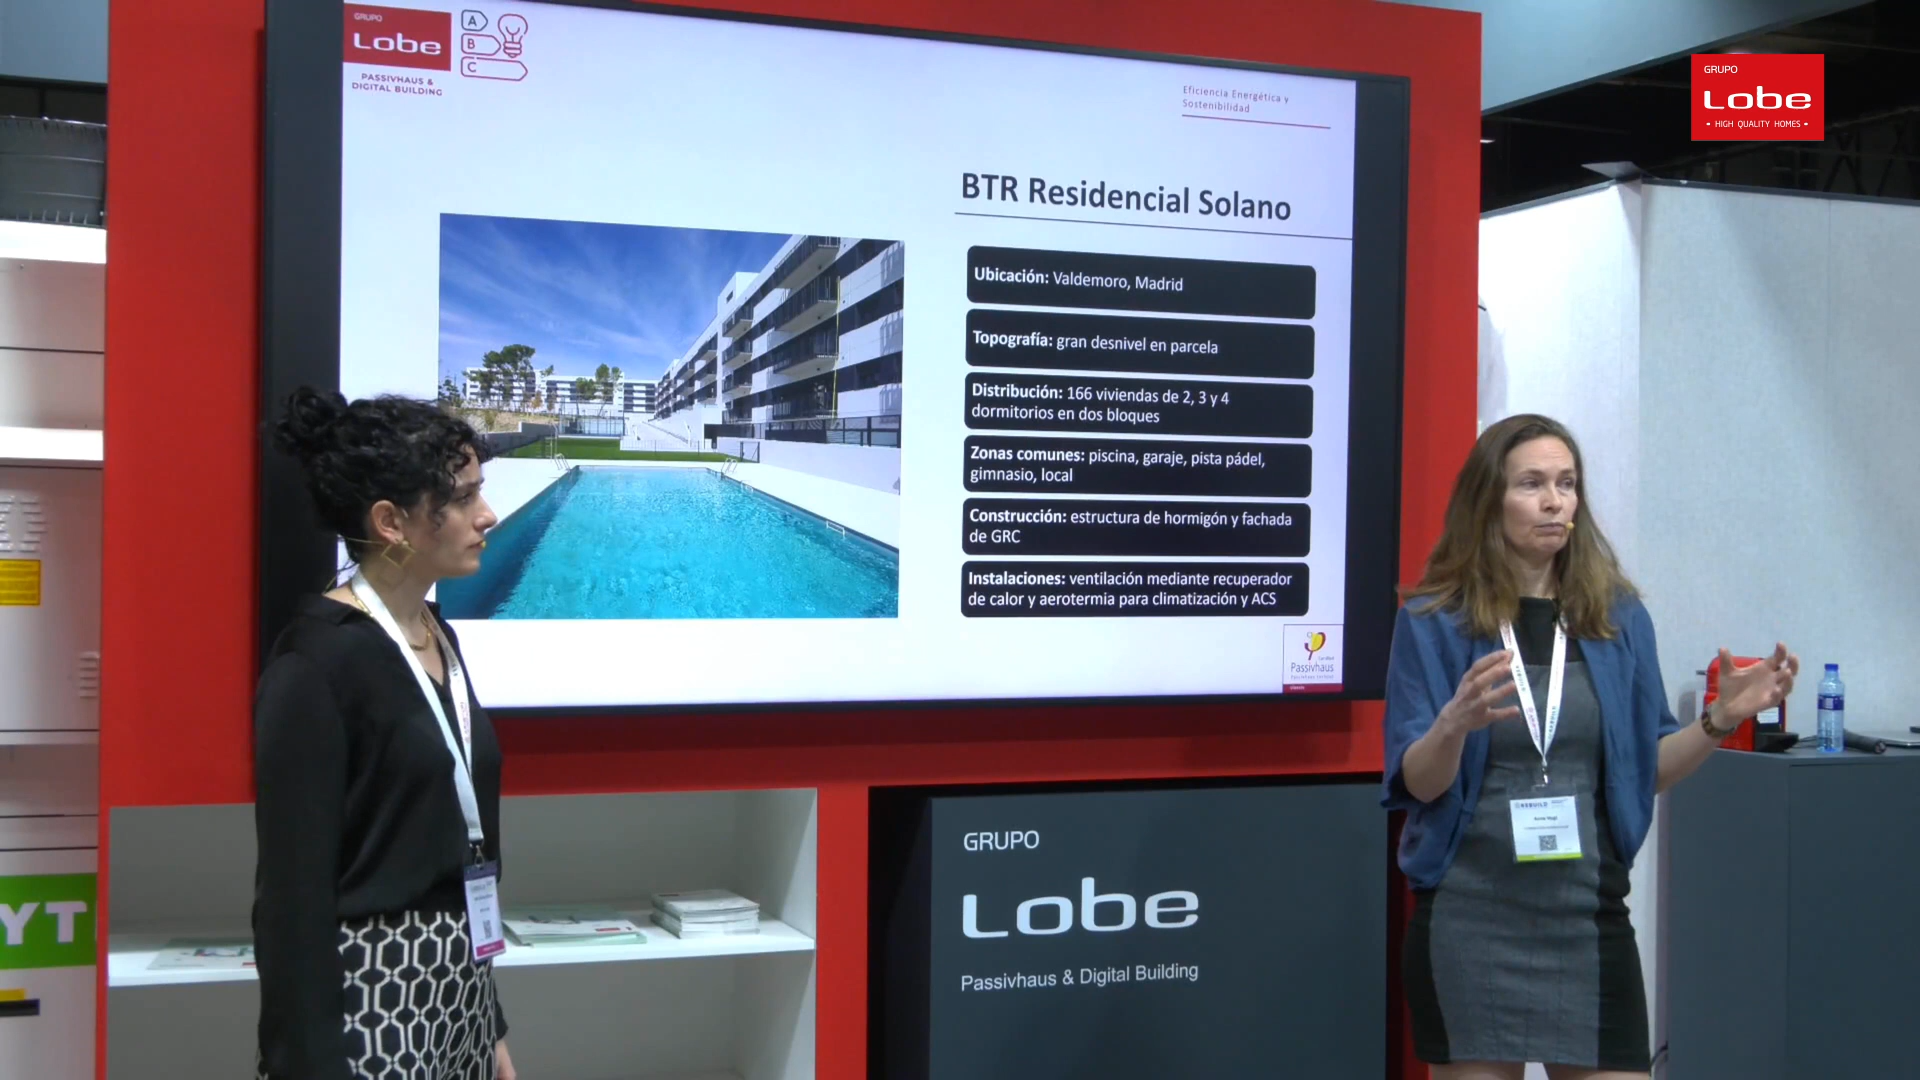 GRUPO
Lobe
PASSIVHAUS &
DIGITAL BUILDING
A
B
C
Eficiencia Energética y
Sostenibilidad
BTR Residencial Solano
Ubicación: Valdemoro, Madrid
Topografía: gran desnivel en parcela
Distribución: 166 viviendas de 2, 3 y 4
dormitorios en dos bloques
Zonas comunes: piscina, garaje, pista pádel,
gimnasio, local
Construcción: estructura de hormigón y fachada
de GRC
Instalaciones: ventilación mediante recuperador
de calor y aerotermia para climatización y ACS
Passivhaus
GRUPO
Lobe
• HIGH QUALITY HOMES •
REBUILD
YT
GRUPO
Lobe
Passivhaus & Digital Building